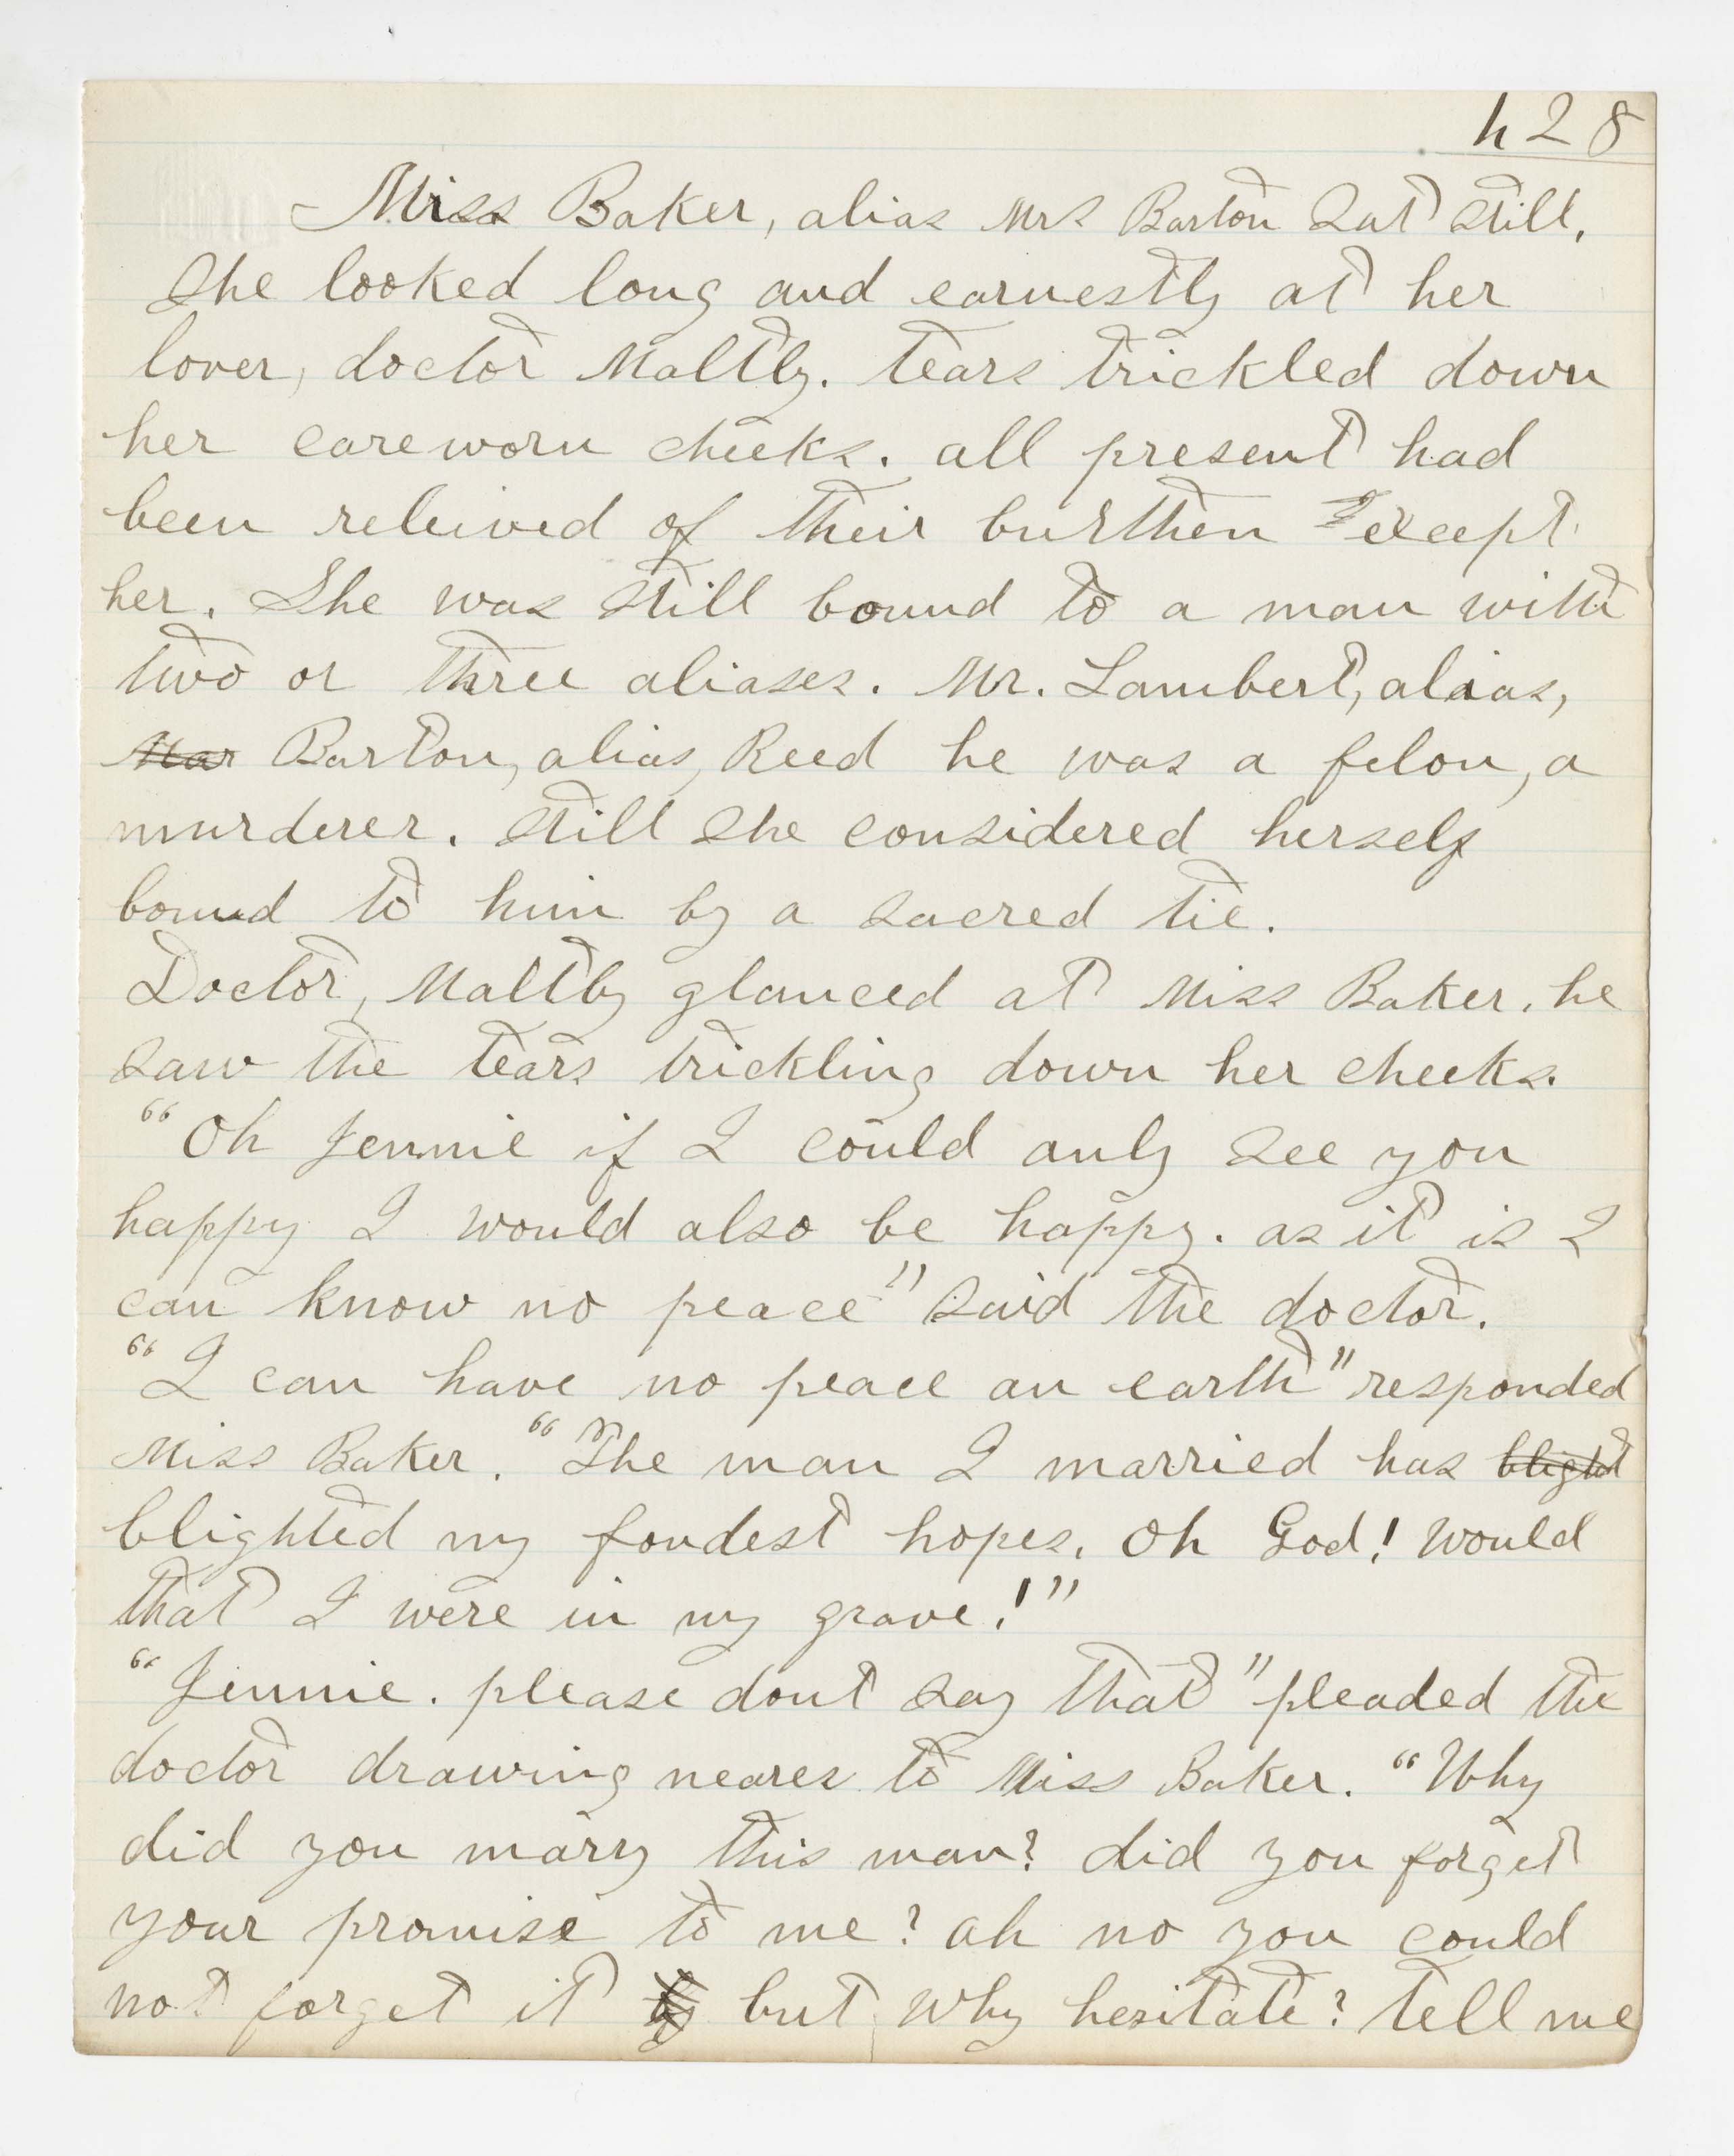 428
Miss Baker, alias Mrs Barton Sat still.
She looked long and earnestly at her
lover, doctor Maltby. tears trickled down
her careworn cheeks. all present had
been releived of their burthen except
her. She was still bound to a man with
two or three aliases. Mr. Lambert, alias,
Mar Barton, alias, Reed he was a felon, a
murderer. still she considered herself
bound to him by a sacred tie.
Doctor, Maltby glanced at Miss Baker. he
saw the tears trickling down her cheeks.
"Oh Jennie if I could only see you
happy I would also be happy. as it is I
can know no peace" said the doctor.
"I can have no peace on earth" responded
Miss Baker. "The man I married has blight
blighted my fondest hopes. Oh God! would
that I were in my grave!"
"Jennie. please dont say that" pleaded the
doctor drawing nearer to Miss Baker. "Why
did you marry this man? did you forget
your promise to me? ah no you could
not forget it but why hesitate? tell me